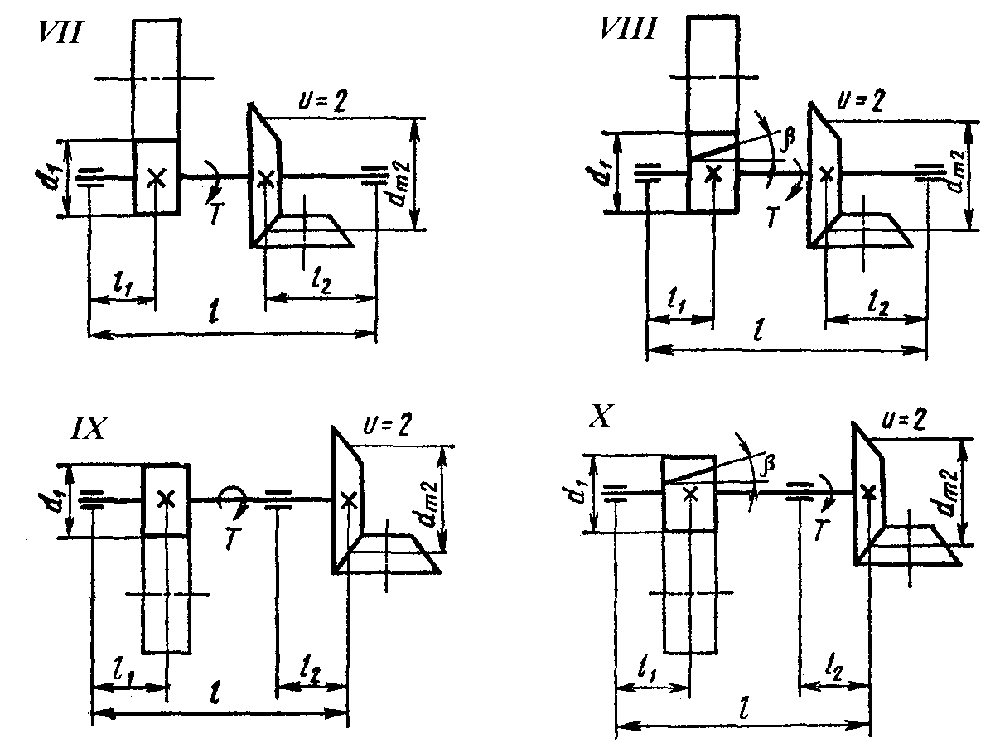 VII
u = 2
d₁
T
dm2
l₁
l₂
l
VIII
u = 2
β
d₁
T
dm2
l₁
l₂
l
IX
u = 2
d₁
T
dm2
l₁
l₂
l
X
u = 2
β
d₁
T
dm2
l₁
l₂
l